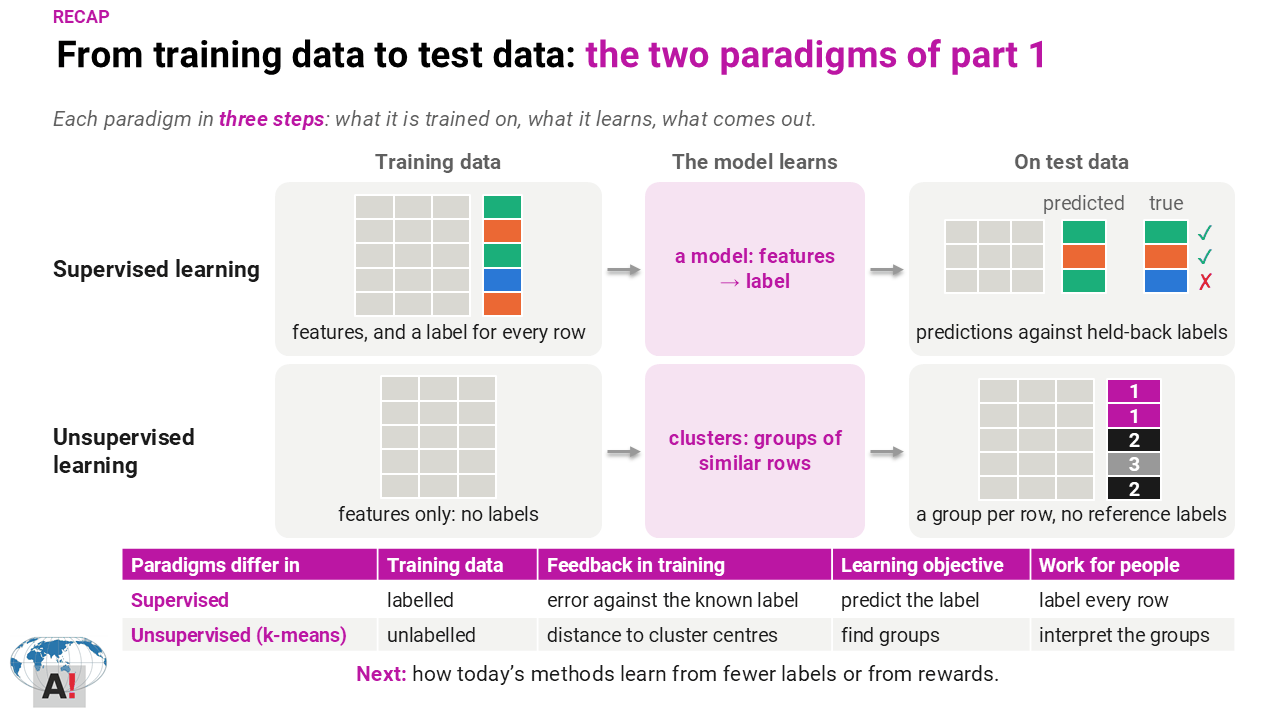 RECAP
From training data to test data: the two paradigms of part 1
Each paradigm in three steps: what it is trained on, what it learns, what comes out.
Training data
The model learns
On test data
Supervised learning
features, and a label for every row
a model: features
→ label
predicted true
✓
✓
✗
predictions against held-back labels
Unsupervised
learning
features only: no labels
clusters: groups of
similar rows
1
1
2
3
2
a group per row, no reference labels
Paradigms differ in Training data Feedback in training Learning objective Work for people
Supervised labelled error against the known label predict the label label every row
Unsupervised (k-means) unlabelled distance to cluster centres find groups interpret the groups
Next: how today’s methods learn from fewer labels or from rewards.
A!